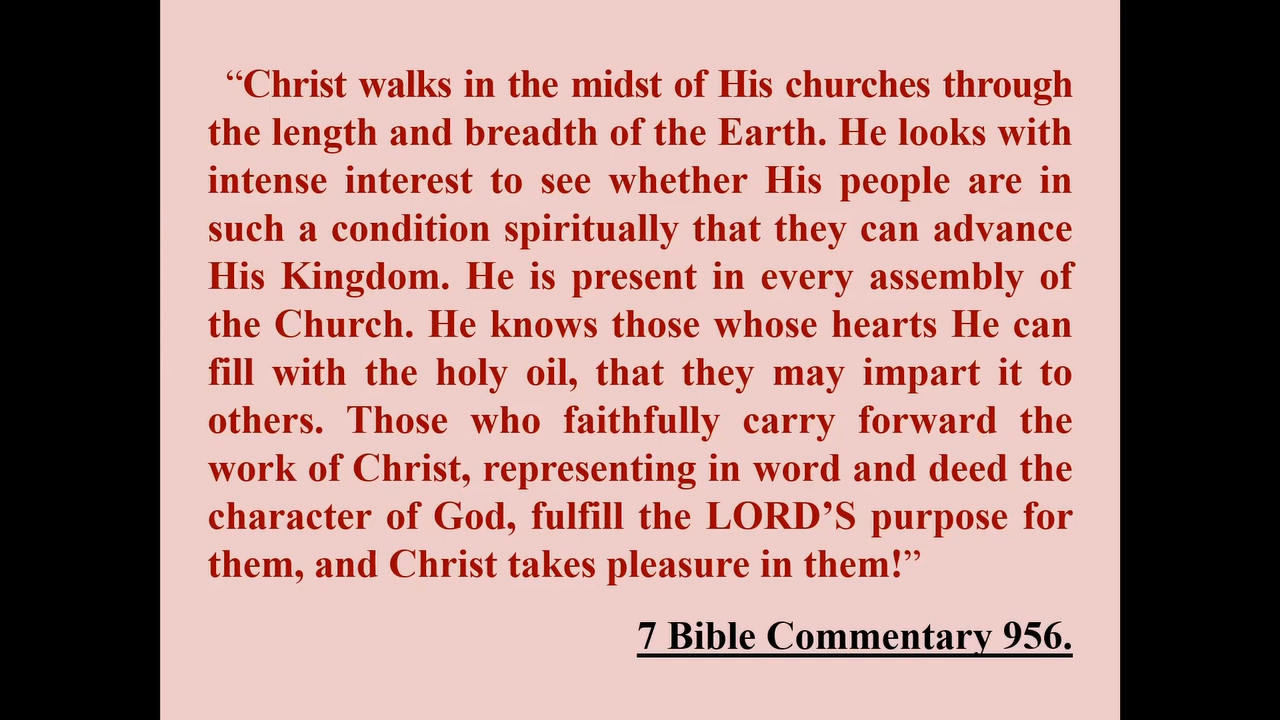 “Christ walks in the midst of His churches through
the length and breadth of the Earth. He looks with
intense interest to see whether His people are in
such a condition spiritually that they can advance
His Kingdom. He is present in every assembly of
the Church. He knows those whose hearts He can
fill with the holy oil, that they may impart it to
others. Those who faithfully carry forward the
work of Christ, representing in word and deed the
character of God, fulfill the LORD’S purpose for
them, and Christ takes pleasure in them!”
7 Bible Commentary 956.